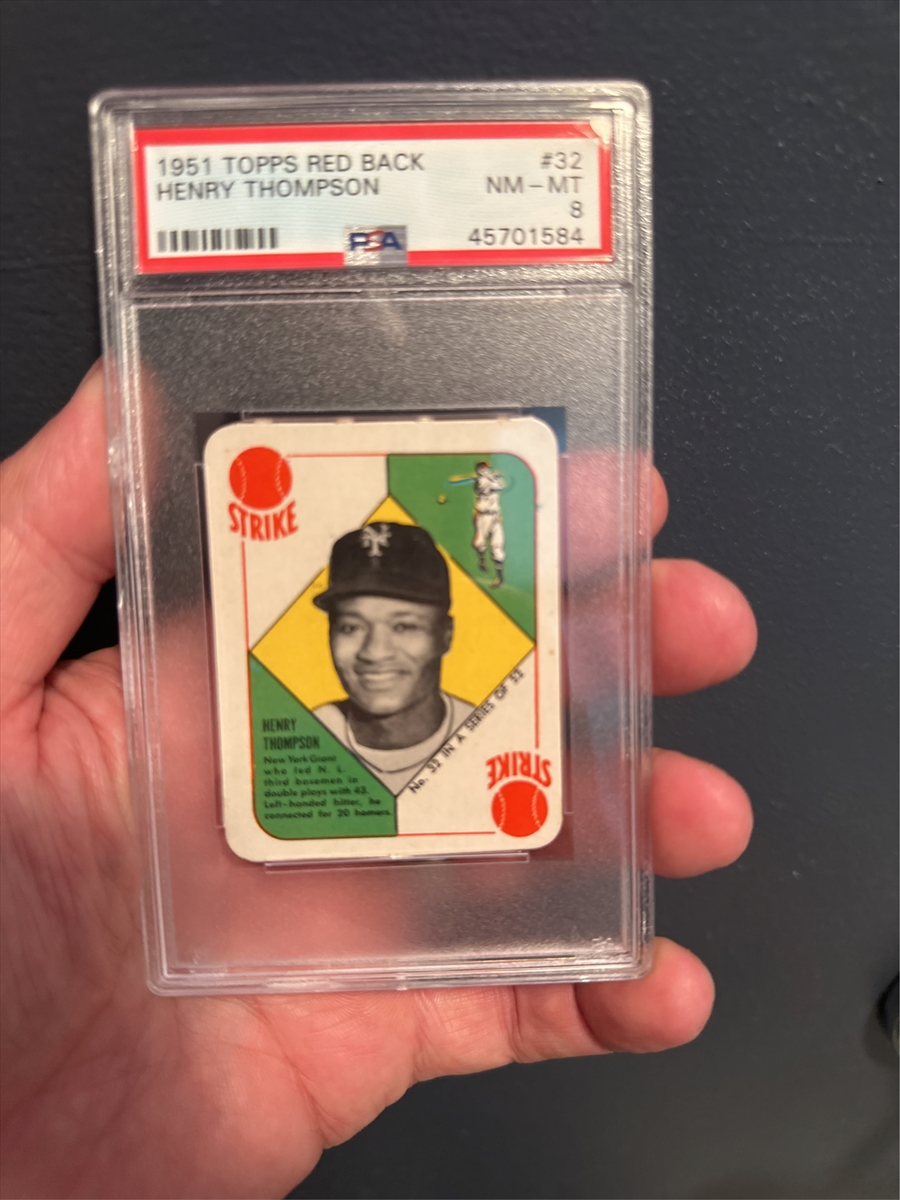 1951 TOPPS RED BACK #32
HENRY THOMPSON NM-MT
8
PSA 45701584
STRIKE
NY
HENRY
THOMPSON
New York Giant
who led N. L.
third basemen in
double plays with 43.
Left-handed hitter, he
connected for 20 homers.
No. 32 IN A SERIES OF 52
STRIKE